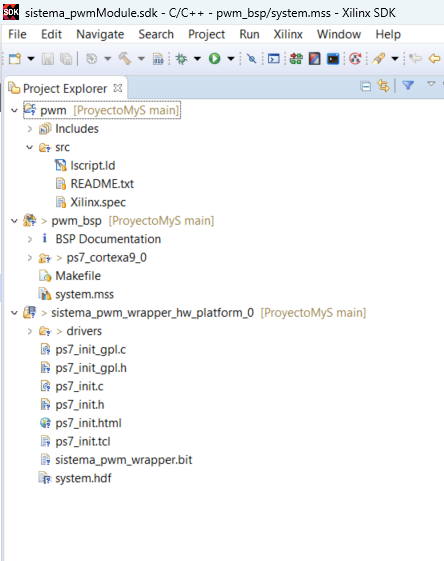 SDK sistema_pwmModule.sdk - C/C++ - pwm_bsp/system.mss - Xilinx SDK
File Edit Navigate Search Project Run Xilinx Window Help
Project Explorer
pwm [ProyectoMyS main]
Includes
src
lscript.ld
README.txt
Xilinx.spec
> pwm_bsp [ProyectoMyS main]
BSP Documentation
> ps7_cortexa9_0
Makefile
system.mss
> sistema_pwm_wrapper_hw_platform_0 [ProyectoMyS main]
> drivers
ps7_init_gpl.c
ps7_init_gpl.h
ps7_init.c
ps7_init.h
ps7_init.html
ps7_init.tcl
sistema_pwm_wrapper.bit
system.hdf